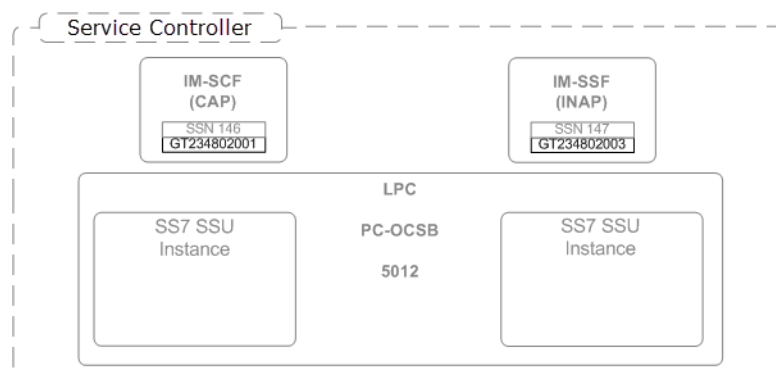 Service Controller
IM-SCF
(CAP)
SSN 146
GT234802001
IM-SSF
(INAP)
SSN 147
GT234802003
LPC
PC-OCSB
5012
SS7 SSU
Instance
SS7 SSU
Instance